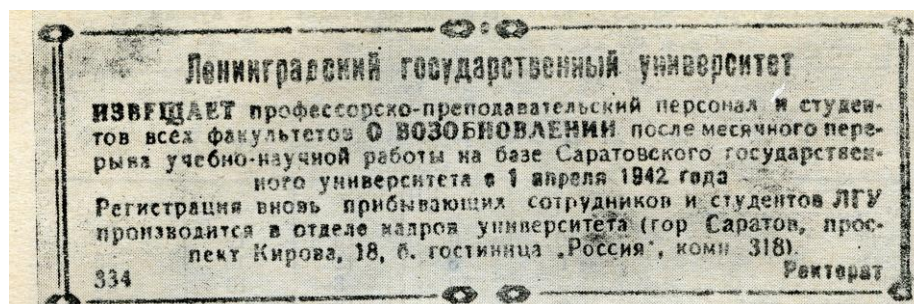 Ленинградский государственный университет
ИЗВЕЩАЕТ профессорско-преподавательский персонал и студен-
тов всех факультетов О ВОЗОБНОВЛЕНИИ после месячного пере-
рыва учебно-научной работы на базе Саратовского государствен-
ного университета с 1 апреля 1942 года
Регистрация вновь прибывающих сотрудников и студентов ЛГУ
производится в отделе кадров университета (гор Саратов, прос-
пект Кирова, 18, б. гостиница „Россия", комн 318).
334
Ректорат